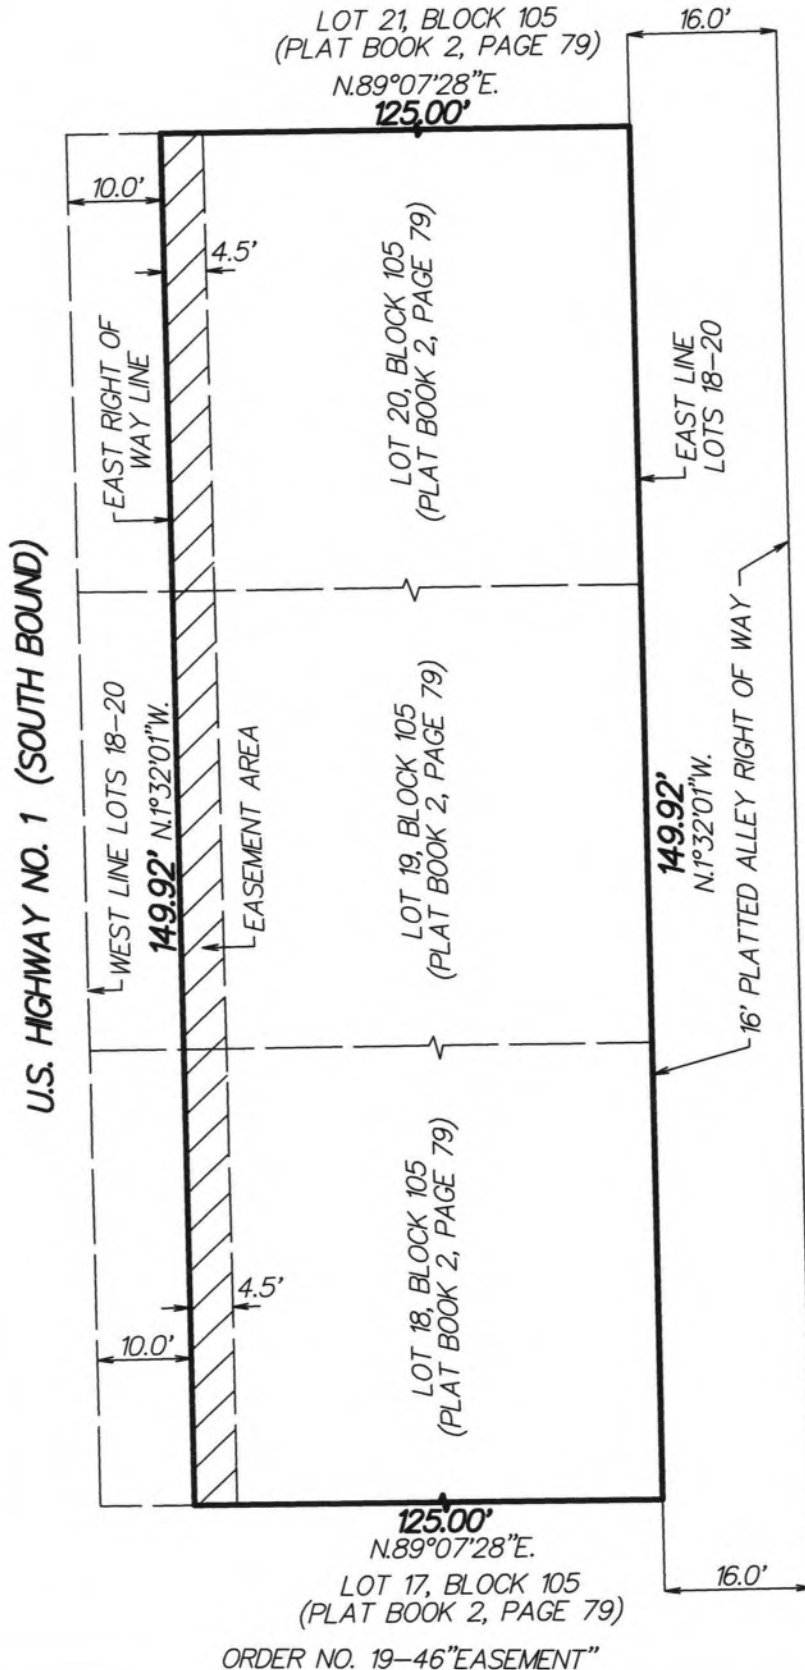 LOT 21, BLOCK 105
(PLAT BOOK 2, PAGE 79)
N.89°07'28"E.
125.00'
16.0'
10.0'
4.5'
EAST RIGHT OF
WAY LINE
LOT 20, BLOCK 105
(PLAT BOOK 2, PAGE 79)
EAST LINE
LOTS 18-20
U.S. HIGHWAY NO. 1 (SOUTH BOUND)
WEST LINE LOTS 18-20
149.92' N.1°32'01"W.
EASEMENT AREA
LOT 19, BLOCK 105
(PLAT BOOK 2, PAGE 79)
149.92'
N.1°32'01"W.
16' PLATTED ALLEY RIGHT OF WAY
LOT 18, BLOCK 105
(PLAT BOOK 2, PAGE 79)
4.5'
10.0'
125.00'
N.89°07'28"E.
LOT 17, BLOCK 105
(PLAT BOOK 2, PAGE 79)
16.0'
ORDER NO. 19-46"EASEMENT"